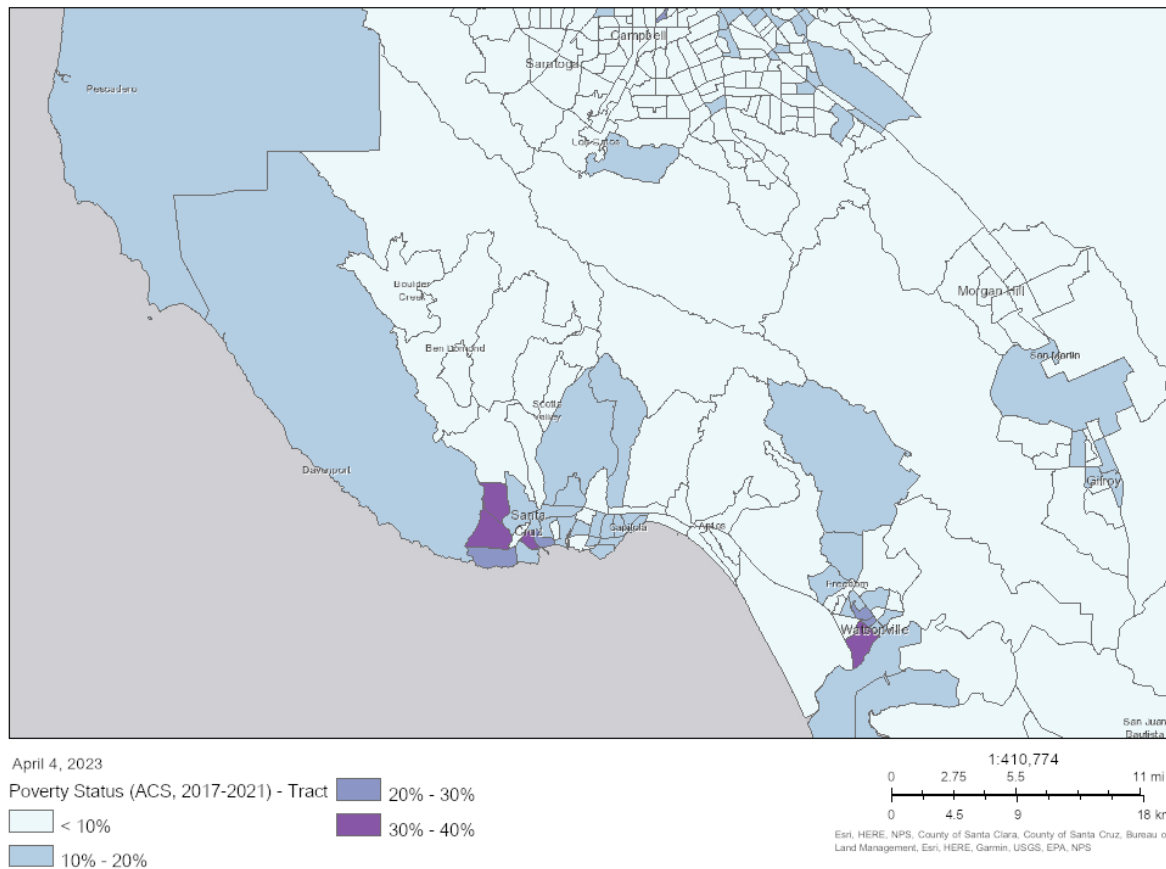 Campbell
Saratoga
Pescadero
Los Gatos
Boulder
Creek
Morgan Hill
Ben Lomond
San Martin
Scotts
Valley
Davenport
Gilroy
Santa
Cruz
Capitola
Aptos
Freedom
Watsonville
San Juan
Bautista
April 4, 2023
Poverty Status (ACS, 2017-2021) - Tract
< 10%
10% - 20%
20% - 30%
30% - 40%
1:410,774
0 2.75 5.5 11 mi
0 4.5 9 18 km
Esri, HERE, NPS, County of Santa Clara, County of Santa Cruz, Bureau of
Land Management, Esri, HERE, Garmin, USGS, EPA, NPS